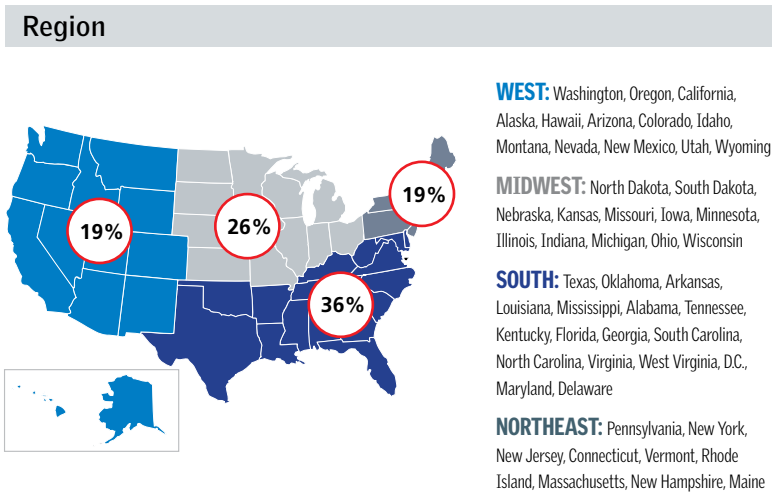 Region
WEST: Washington, Oregon, California,
Alaska, Hawaii, Arizona, Colorado, Idaho,
Montana, Nevada, New Mexico, Utah, Wyoming
MIDWEST: North Dakota, South Dakota,
Nebraska, Kansas, Missouri, Iowa, Minnesota,
Illinois, Indiana, Michigan, Ohio, Wisconsin
SOUTH: Texas, Oklahoma, Arkansas,
Louisiana, Mississippi, Alabama, Tennessee,
Kentucky, Florida, Georgia, South Carolina,
North Carolina, Virginia, West Virginia, D.C.,
Maryland, Delaware
NORTHEAST: Pennsylvania, New York,
New Jersey, Connecticut, Vermont, Rhode
Island, Massachusetts, New Hampshire, Maine
19%
26%
19%
36%